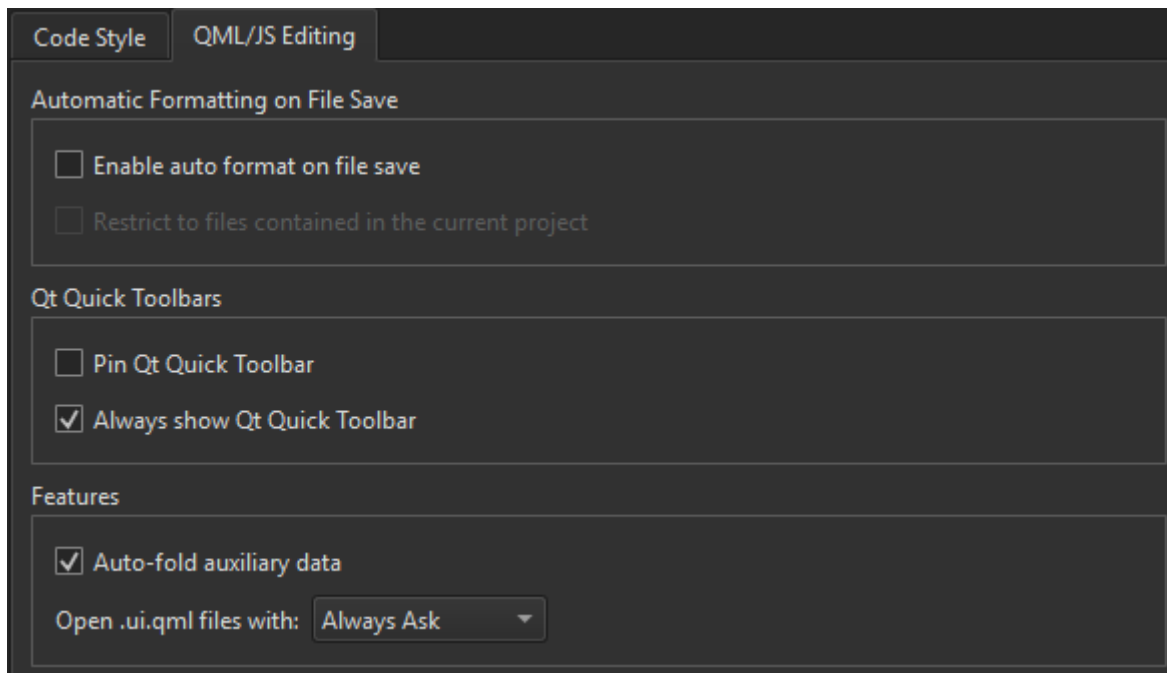 Code Style
QML/JS Editing
Automatic Formatting on File Save
Enable auto format on file save
Restrict to files contained in the current project
Qt Quick Toolbars
Pin Qt Quick Toolbar
Always show Qt Quick Toolbar
Features
Auto-fold auxiliary data
Open .ui.qml files with: Always Ask